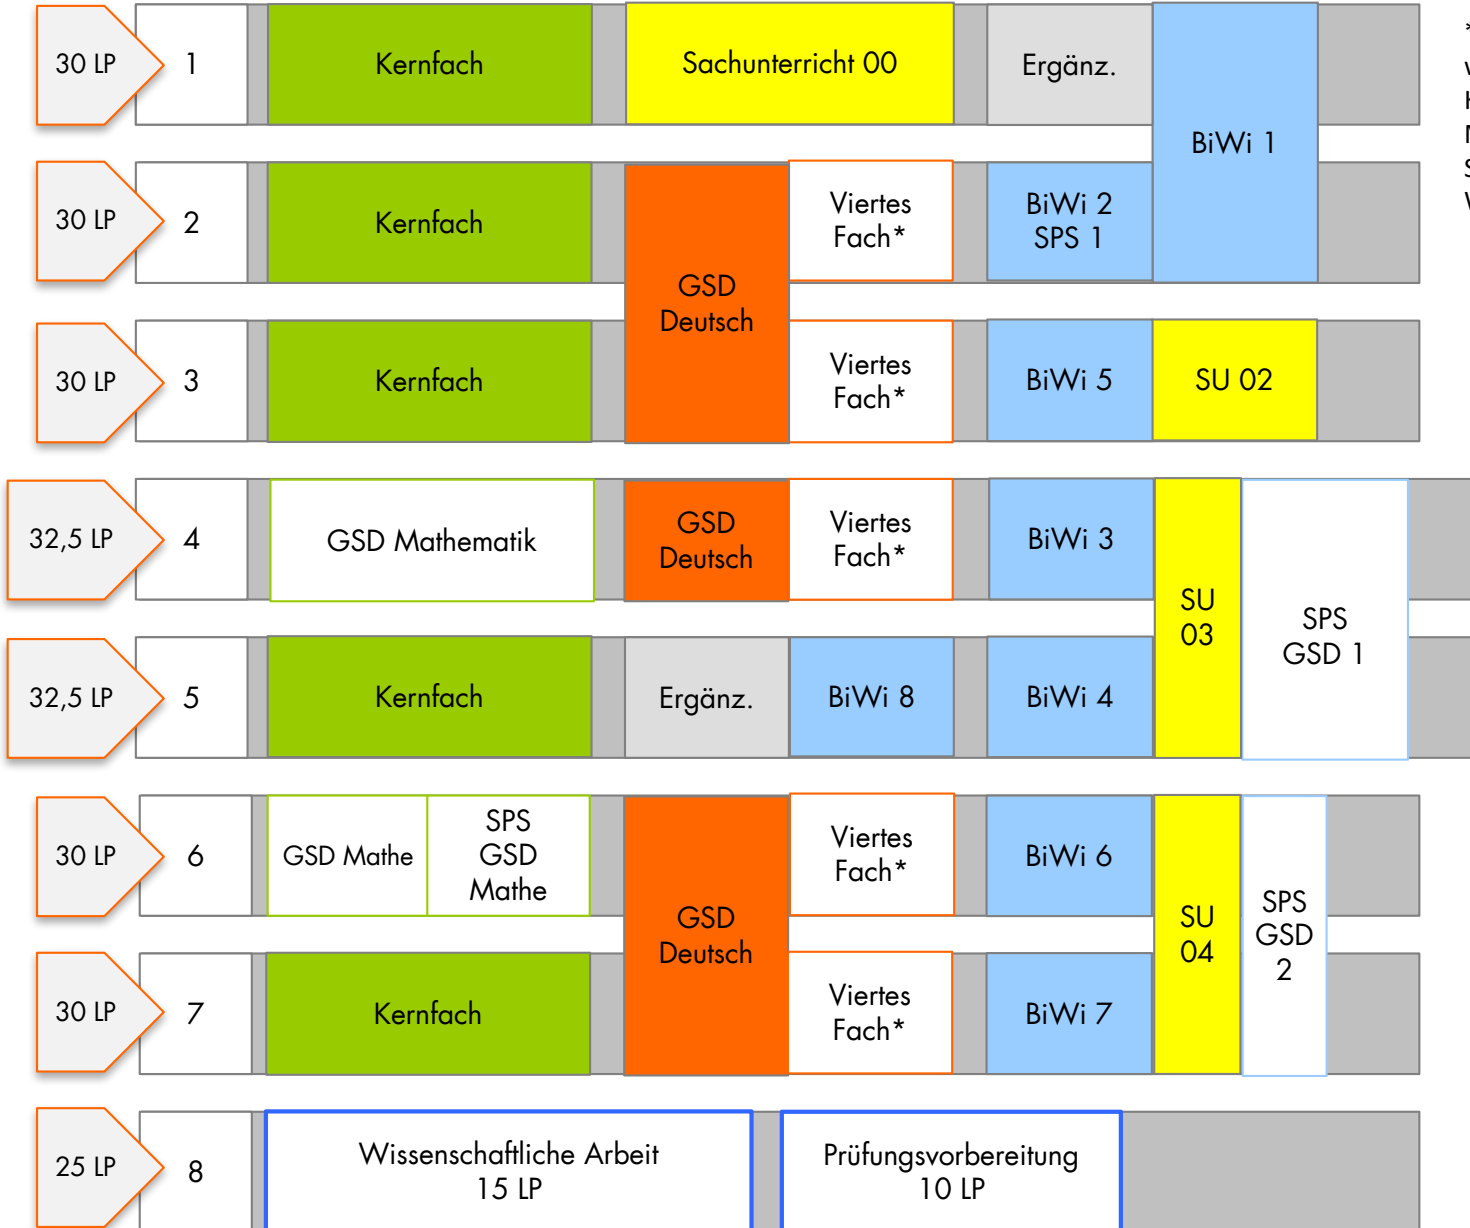 30 LP
1
Kernfach
Sachunterricht 00
Ergänz.
BiWi 1
*
30 LP
2
Kernfach
GSD
Deutsch
Viertes
Fach*
BiWi 2
SPS 1
30 LP
3
Kernfach
Viertes
Fach*
BiWi 5
SU 02
32,5 LP
4
GSD Mathematik
GSD
Deutsch
Viertes
Fach*
BiWi 3
SU
03
SPS
GSD 1
32,5 LP
5
Kernfach
Ergänz.
BiWi 8
BiWi 4
30 LP
6
GSD Mathe
SPS
GSD
Mathe
GSD
Deutsch
Viertes
Fach*
BiWi 6
SU
04
SPS
GSD
2
30 LP
7
Kernfach
Viertes
Fach*
BiWi 7
25 LP
8
Wissenschaftliche Arbeit
15 LP
Prüfungsvorbereitung
10 LP